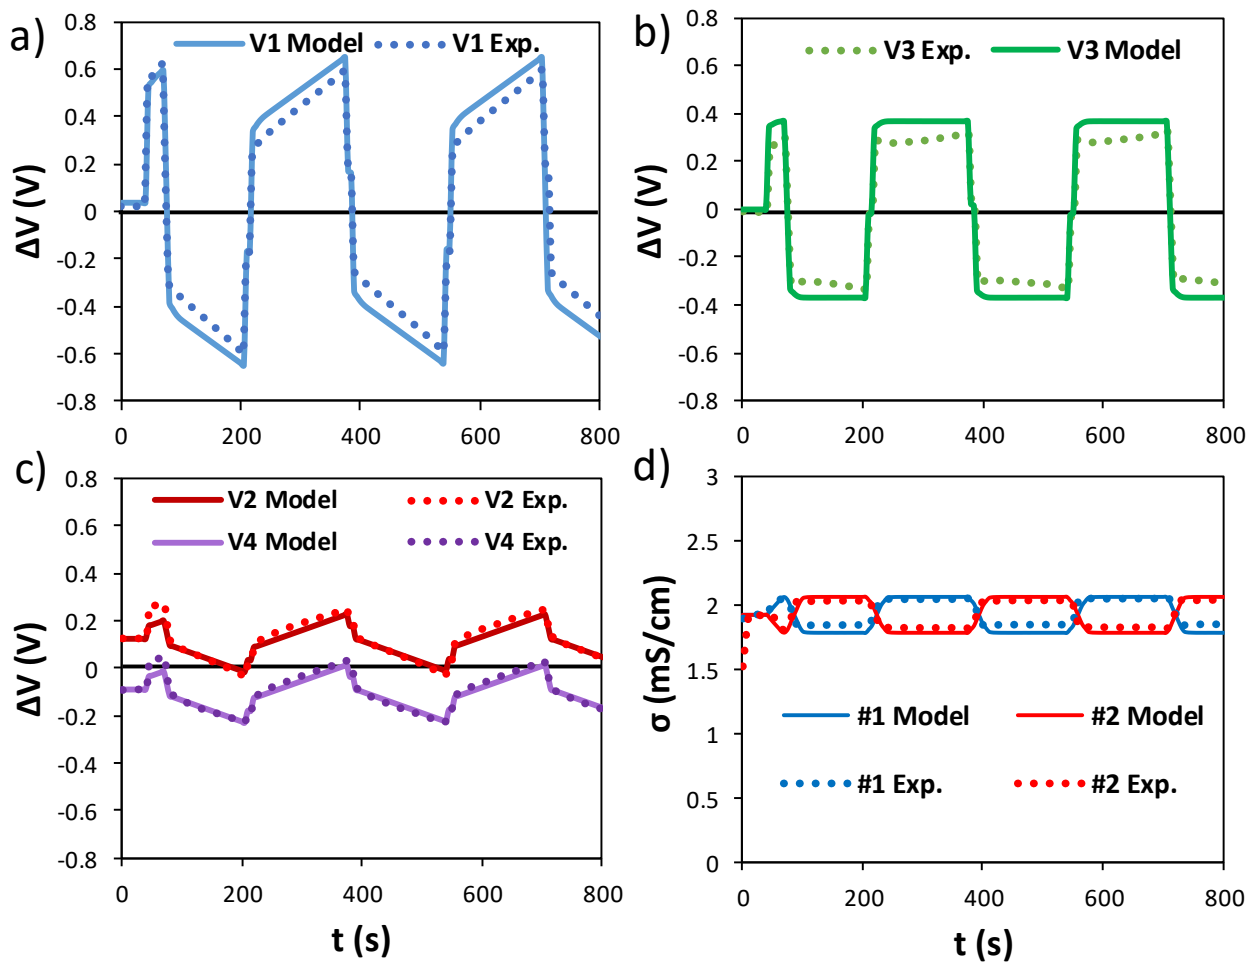 a)
V1 Model
V1 Exp.
ΔV (V)
0.8
0.6
0.4
0.2
0
-0.2
-0.4
-0.6
-0.8
0
200
400
600
800
b)
V3 Exp.
V3 Model
ΔV (V)
0.8
0.6
0.4
0.2
0
-0.2
-0.4
-0.6
-0.8
0
200
400
600
800
c)
V2 Model
V2 Exp.
V4 Model
V4 Exp.
ΔV (V)
0.8
0.6
0.4
0.2
0
-0.2
-0.4
-0.6
-0.8
0
200
400
600
800
t (s)
d)
σ (mS/cm)
3
2.5
2
1.5
1
0.5
0
#1 Model
#2 Model
#1 Exp.
#2 Exp.
0
200
400
600
800
t (s)